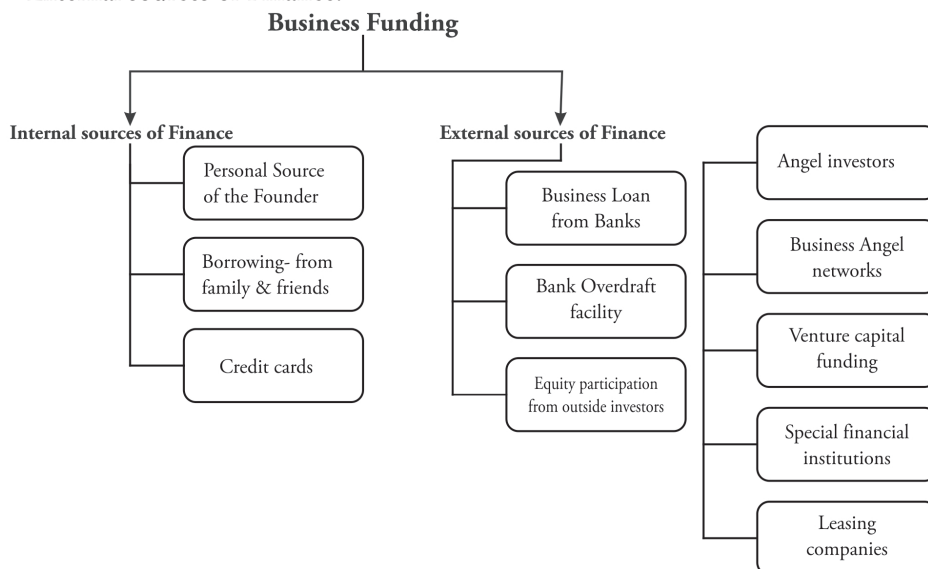 Business Funding
Internal sources of Finance
Personal Source
of the Founder
Borrowing- from
family & friends
Credit cards
External sources of Finance
Business Loan
from Banks
Bank Overdraft
facility
Equity participation
from outside investors
Angel investors
Business Angel
networks
Venture capital
funding
Special financial
institutions
Leasing
companies